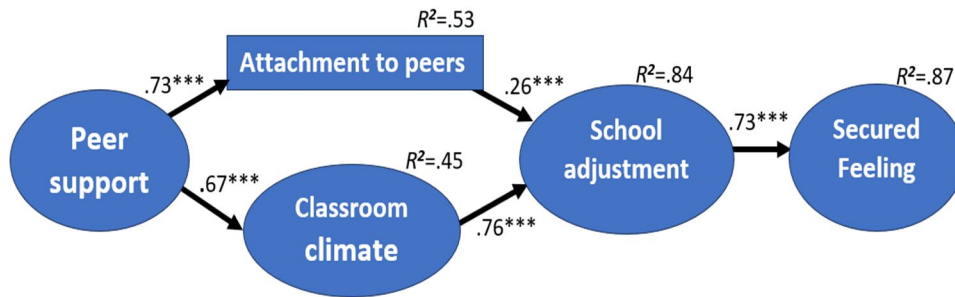 R²=.53
Attachment to peers
.73***
.26***
R²=.84
R²=.87
Peer
support
School
adjustment
.73***
Secured
Feeling
R²=.45
.67***
Classroom
climate
.76***